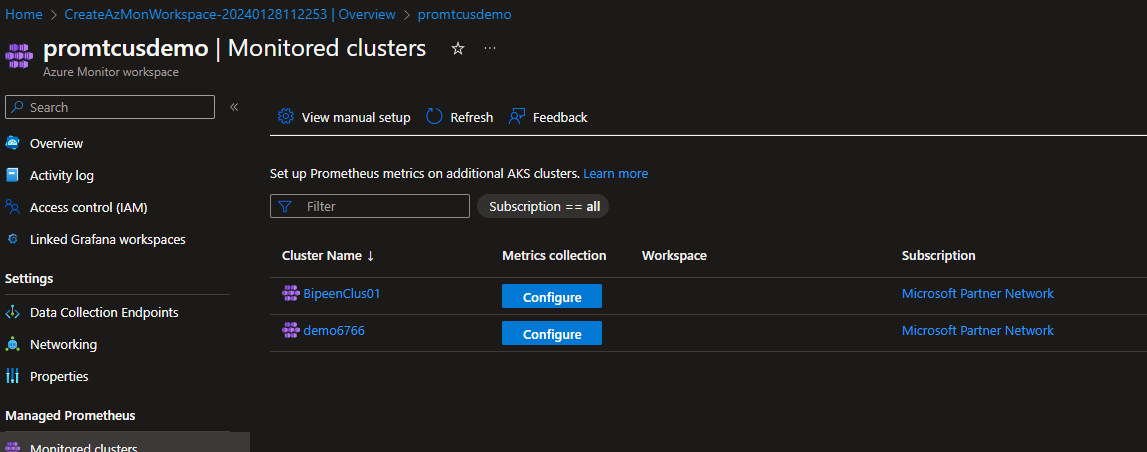 Home > CreateAzMonWorkspace-20240128112253 | Overview > promtcusdemo
promtcusdemo | Monitored clusters
Azure Monitor workspace
Search
«
View manual setup
Refresh
Feedback
Overview
Activity log
Access control (IAM)
Linked Grafana workspaces
Settings
Data Collection Endpoints
Networking
Properties
Managed Prometheus
Monitored clusters
Set up Prometheus metrics on additional AKS clusters. Learn more
Filter
Subscription == all
Cluster Name ↓ Metrics collection Workspace Subscription
BipeenClus01 Configure Microsoft Partner Network
demo6766 Configure Microsoft Partner Network